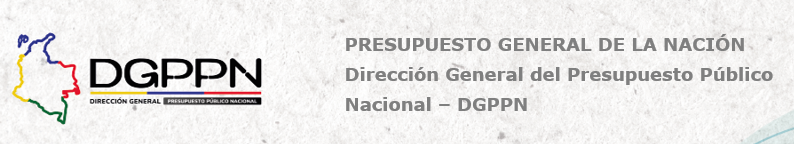 DGPPN
DIRECCIÓN GENERAL PRESUPUESTO PÚBLICO NACIONAL
PRESUPUESTO GENERAL DE LA NACIÓN
Dirección General del Presupuesto Público
Nacional – DGPPN